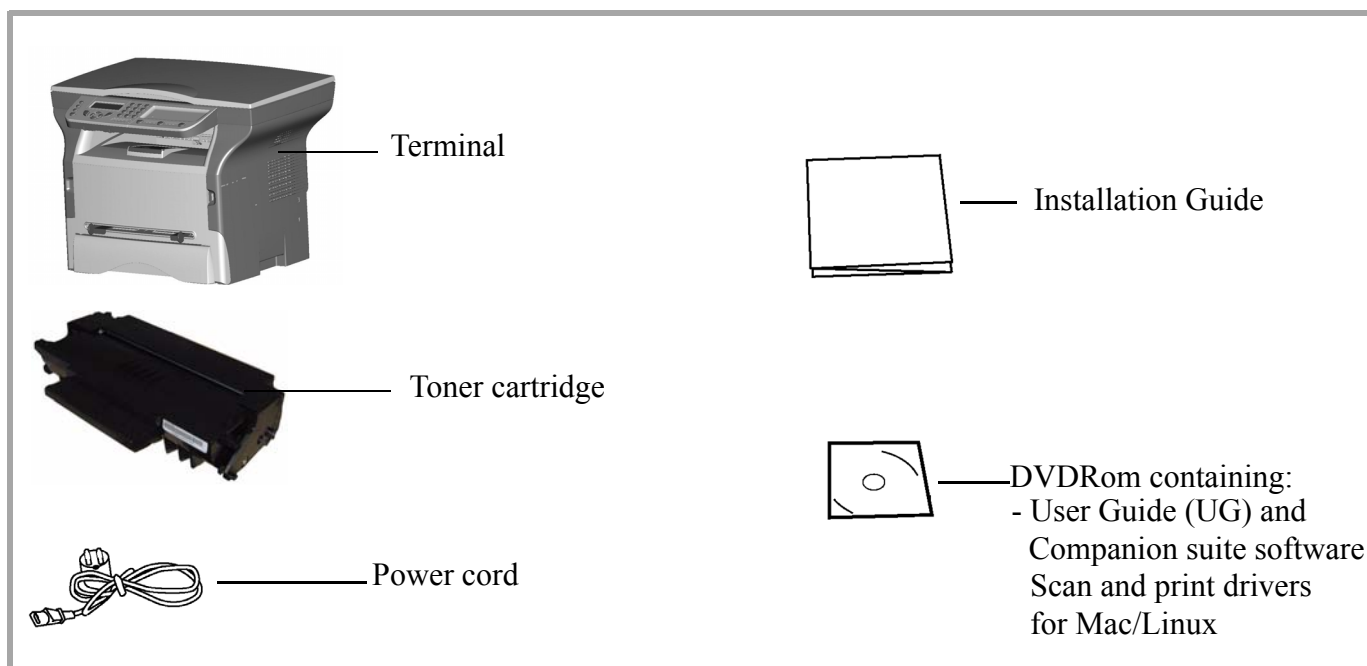 Terminal
Installation Guide
Toner cartridge
DVDRom containing:
- User Guide (UG) and
Companion suite software
Scan and print drivers
for Mac/Linux
Power cord